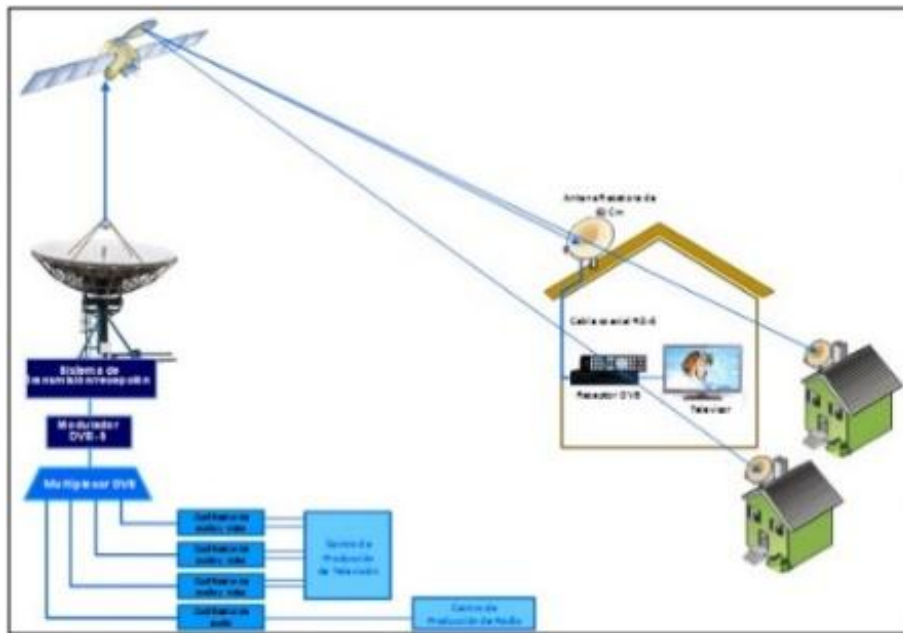 Antena Receptora de
60 Cm
Cable coaxial RG-6
Receptor DVB
Televisor
Sistema de
transmisión/recepción
Modulador
DVB-S
Multiplexor DVB
Codificador de
audio y video
Codificador de
audio y video
Codificador de
audio y video
Codificador de
audio
Centro de
Producción
de Televisión
Centro de
Producción de Radio